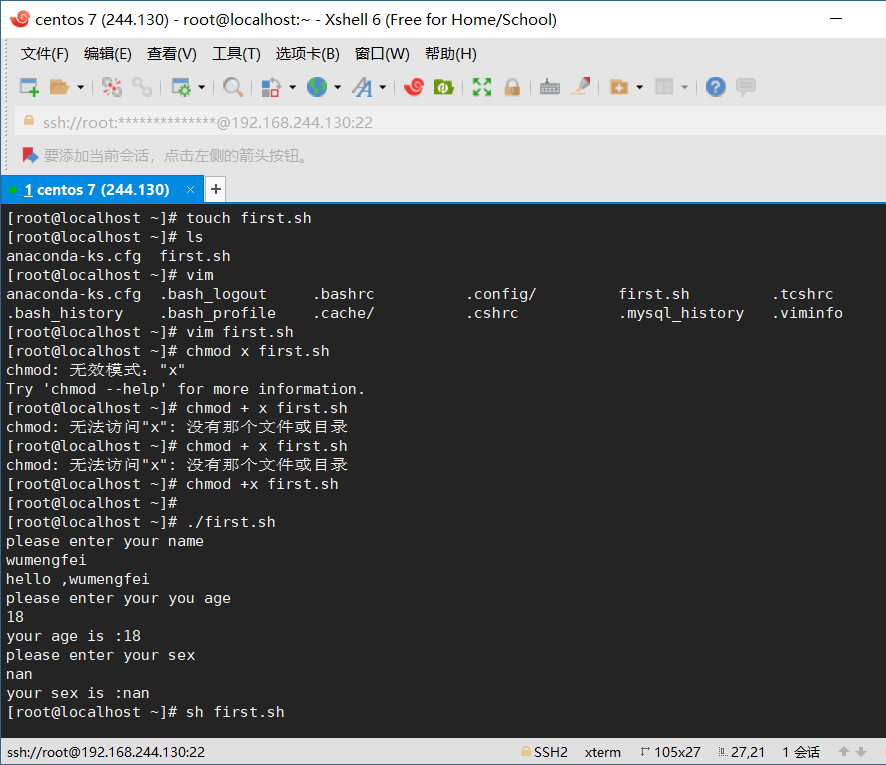 centos 7 (244.130) - root@localhost:~ - Xshell 6 (Free for Home/School)
文件(F) 编辑(E) 查看(V) 工具(T) 选项卡(B) 窗口(W) 帮助(H)
ssh://root:**************@192.168.244.130:22
要添加当前会话，点击左侧的箭头按钮。
1 centos 7 (244.130) × +
[root@localhost ~]# touch first.sh
[root@localhost ~]# ls
anaconda-ks.cfg  first.sh
[root@localhost ~]# vim
anaconda-ks.cfg  .bash_logout     .bashrc          .config/         first.sh         .tcshrc
.bash_history    .bash_profile    .cache/          .cshrc           .mysql_history   .viminfo
[root@localhost ~]# vim first.sh
[root@localhost ~]# chmod x first.sh
chmod: 无效模式："x"
Try 'chmod --help' for more information.
[root@localhost ~]# chmod + x first.sh
chmod: 无法访问"x": 没有那个文件或目录
[root@localhost ~]# chmod + x first.sh
chmod: 无法访问"x": 没有那个文件或目录
[root@localhost ~]# chmod +x first.sh
[root@localhost ~]#
[root@localhost ~]# ./first.sh
please enter your name
wumengfei
hello ,wumengfei
please enter your you age
18
your age is :18
please enter your sex
nan
your sex is :nan
[root@localhost ~]# sh first.sh
ssh://root@192.168.244.130:22 SSH2 xterm 105x27 27,21 1 会话